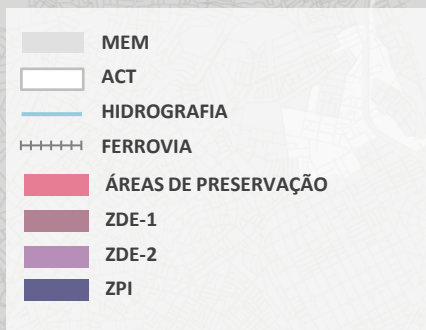 MEM
ACT
HIDROGRAFIA
FERROVIA
ÁREAS DE PRESERVAÇÃO
ZDE-1
ZDE-2
ZPI